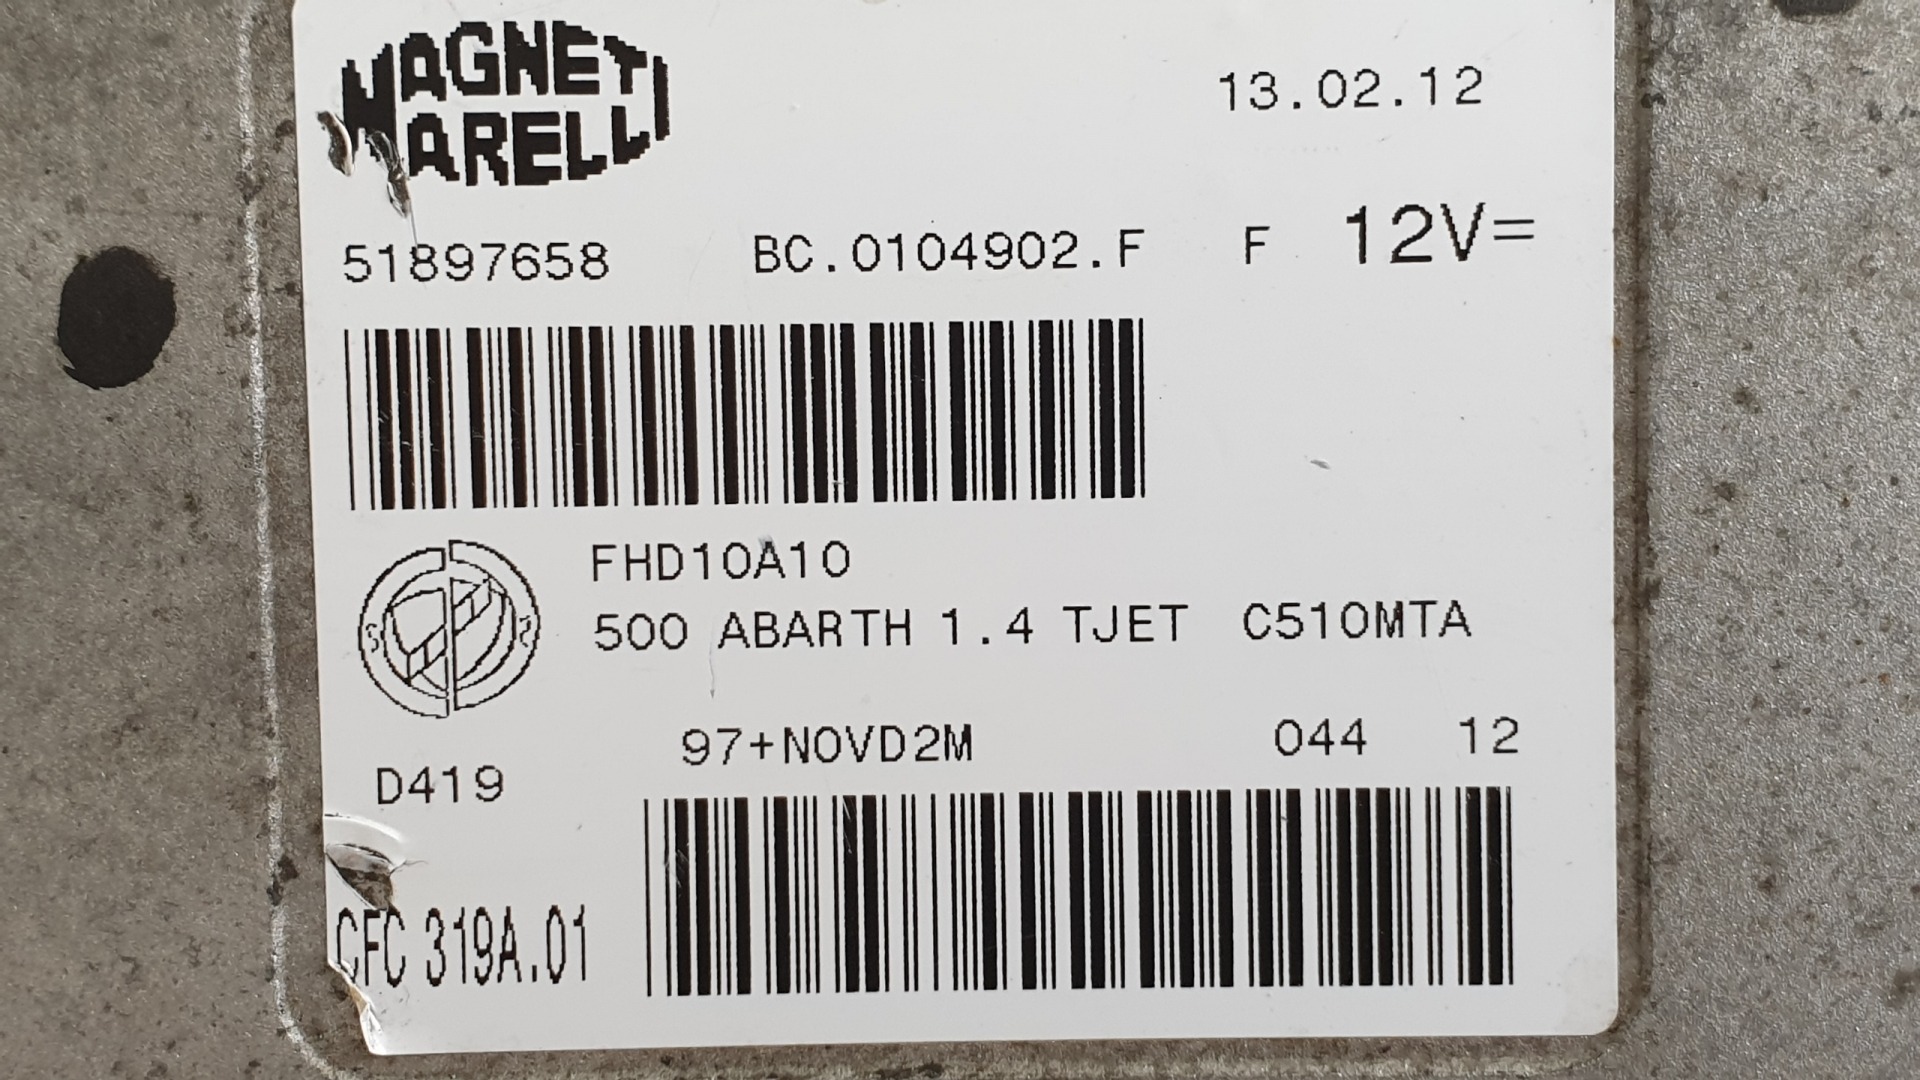 MAGNETI
MARELLI
13.02.12
51897658 BC.0104902.F F 12V=
FHD10A10
500 ABARTH 1.4 TJET C510MTA
97+NOVD2M 044 12
D419
CFC 319A.01